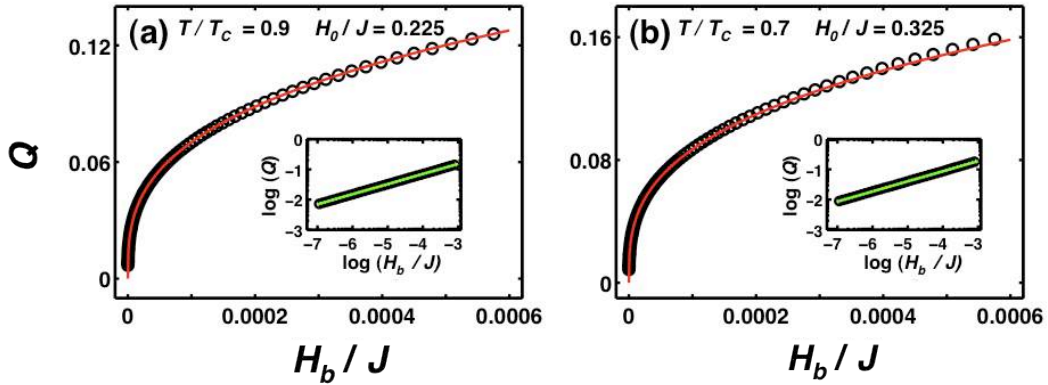 (a) T / T_C = 0.9 H_0 / J = 0.225
0.12
0.06
0
Q
0
−1
−2
−3
log (Q)
−7 −6 −5 −4 −3
log (H_b / J)
0 0.0002 0.0004 0.0006
H_b / J
(b) T / T_C = 0.7 H_0 / J = 0.325
0.16
0.08
0
0
−1
−2
−3
log (Q)
−7 −6 −5 −4 −3
log (H_b / J)
0 0.0002 0.0004 0.0006
H_b / J